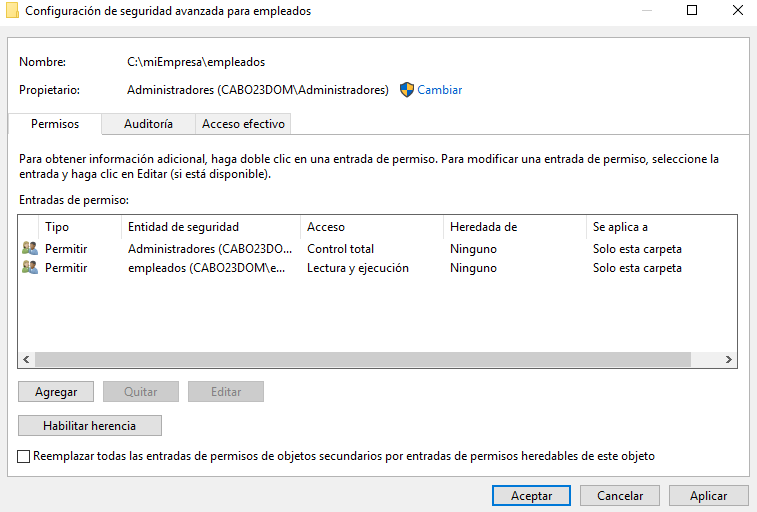 Configuración de seguridad avanzada para empleados
Nombre: C:\miEmpresa\empleados
Propietario: Administradores (CABO23DOM\Administradores) Cambiar
Permisos Auditoría Acceso efectivo
Para obtener información adicional, haga doble clic en una entrada de permiso. Para modificar una entrada de permiso, seleccione la
entrada y haga clic en Editar (si está disponible).
Entradas de permiso:
Tipo Entidad de seguridad Acceso Heredada de Se aplica a
Permitir Administradores (CABO23DO... Control total Ninguno Solo esta carpeta
Permitir empleados (CABO23DOM\e... Lectura y ejecución Ninguno Solo esta carpeta
Agregar Quitar Editar
Habilitar herencia
Reemplazar todas las entradas de permisos de objetos secundarios por entradas de permisos heredables de este objeto
Aceptar Cancelar Aplicar